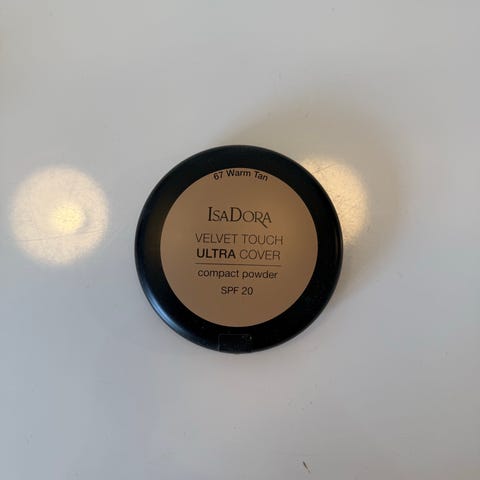 67 Warm Tan
ISADORA
VELVET TOUCH
ULTRA COVER
compact powder
SPF 20